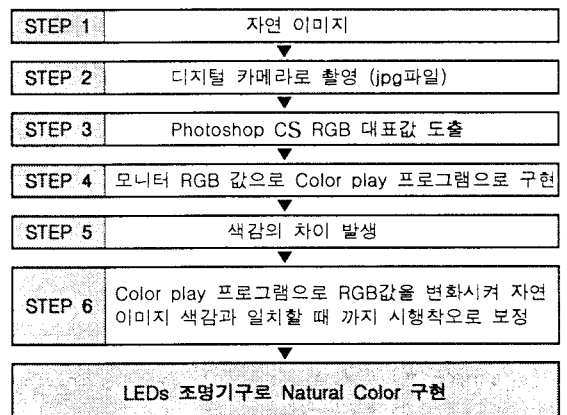 STEP 1 자연 이미지
STEP 2 디지털 카메라로 촬영 (jpg파일)
STEP 3 Photoshop CS RGB 대표값 도출
STEP 4 모니터 RGB 값으로 Color play 프로그램으로 구현
STEP 5 색감의 차이 발생
STEP 6 Color play 프로그램으로 RGB값을 변화시켜 자연
이미지 색감과 일치할 때 까지 시행착오로 보정
LEDs 조명기구로 Natural Color 구현